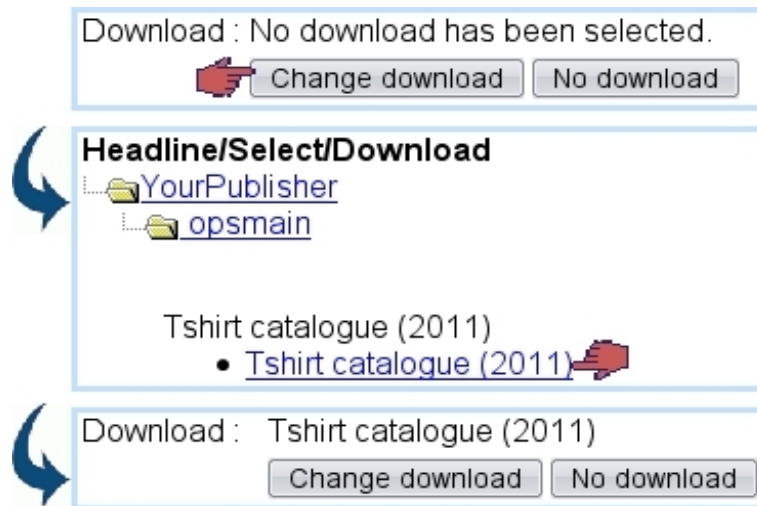 Download : No download has been selected.
Change download No download
Headline/Select/Download
YourPublisher
opsmain
Tshirt catalogue (2011)
• Tshirt catalogue (2011)
Download : Tshirt catalogue (2011)
Change download No download